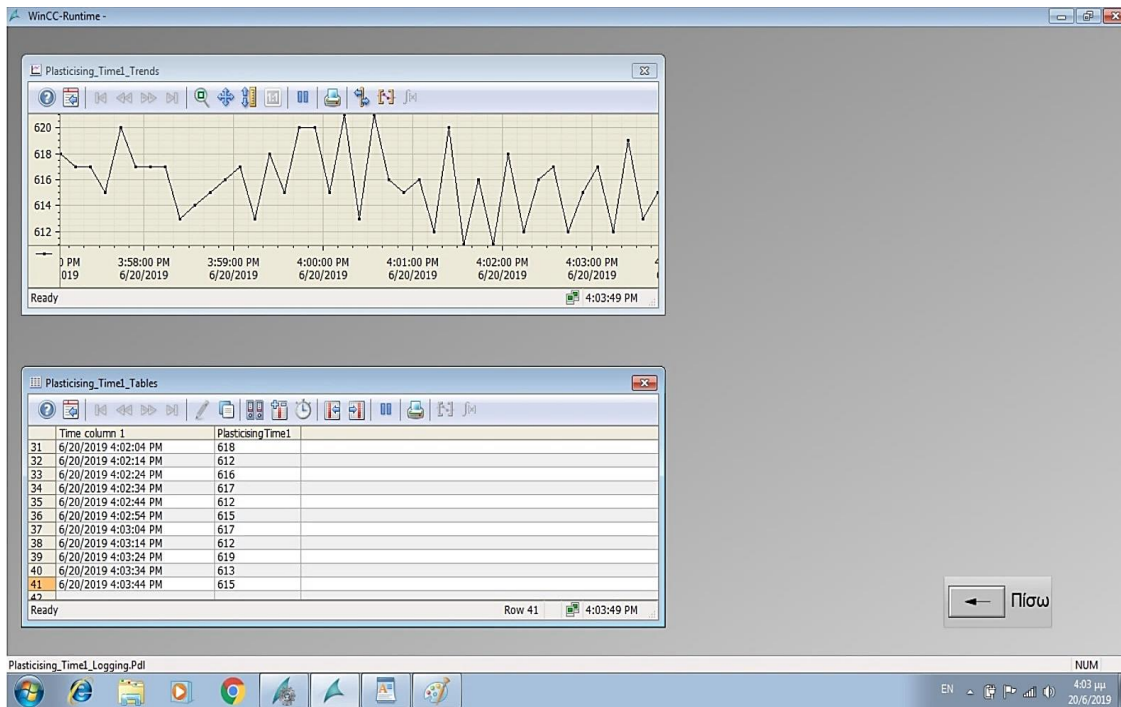 WinCC-Runtime -
Plasticising_Time1_Trends
620
618
616
614
612
PM 3:58:00 PM 3:59:00 PM 4:00:00 PM 4:01:00 PM 4:02:00 PM 4:03:00 PM
019 6/20/2019 6/20/2019 6/20/2019 6/20/2019 6/20/2019 6/20/2019
Ready 4:03:49 PM
Plasticising_Time1_Tables
Time column 1 PlasticisingTime1
31 6/20/2019 4:02:04 PM 618
32 6/20/2019 4:02:14 PM 612
33 6/20/2019 4:02:24 PM 616
34 6/20/2019 4:02:34 PM 617
35 6/20/2019 4:02:44 PM 612
36 6/20/2019 4:02:54 PM 615
37 6/20/2019 4:03:04 PM 617
38 6/20/2019 4:03:14 PM 612
39 6/20/2019 4:03:24 PM 619
40 6/20/2019 4:03:34 PM 613
41 6/20/2019 4:03:44 PM 615
42
Ready Row 41 4:03:49 PM
Πίσω
Plasticising_Time1_Logging.Pdl NUM
EN 4:03 μμ
20/6/2019